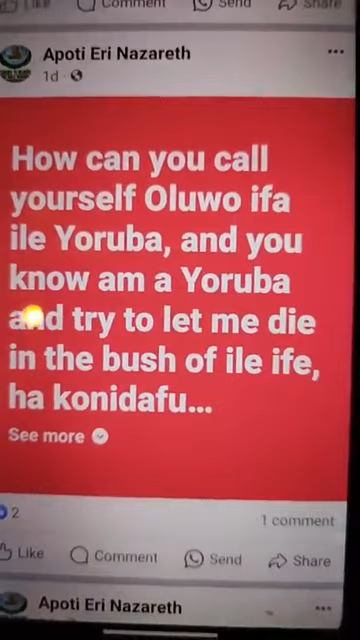 Like Comment Send Share
Apoti Eri Nazareth
1d
How can you call
yourself Oluwo ifa
ile Yoruba, and you
know am a Yoruba
and try to let me die
in the bush of ile ife,
ha konidafu...
See more
2
1 comment
Like Comment Send Share
Apoti Eri Nazareth